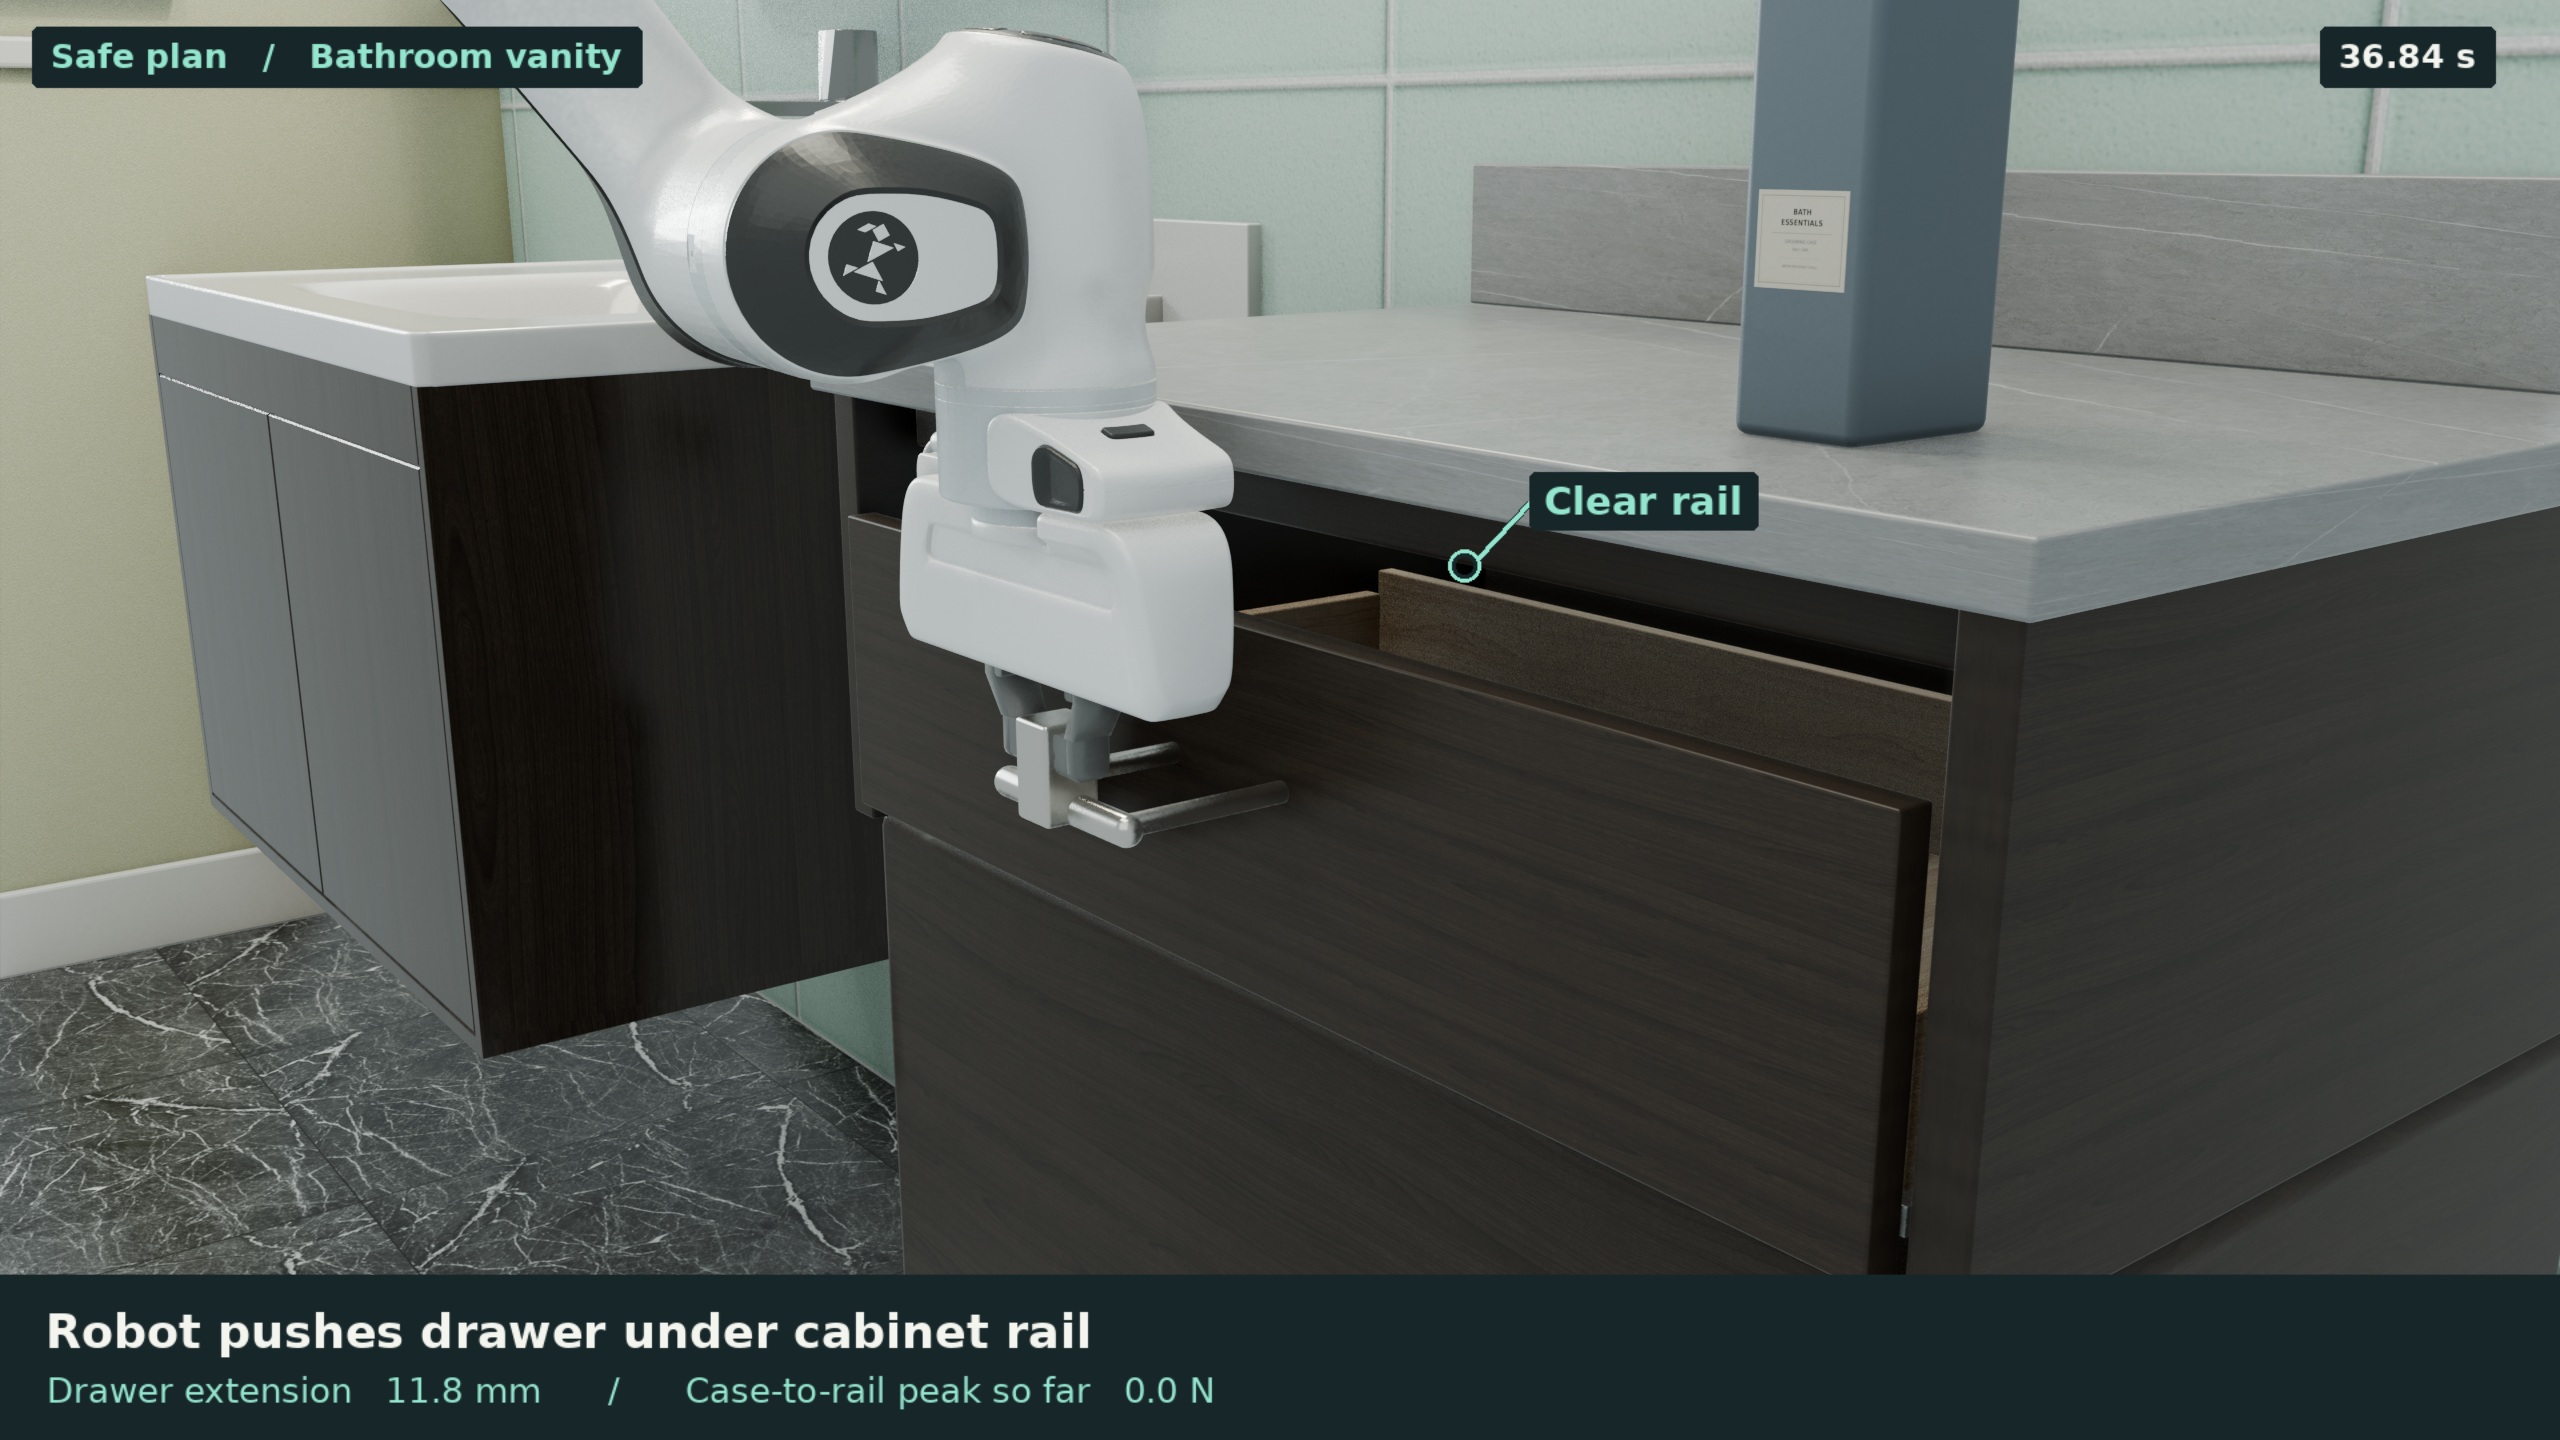 Safe plan / Bathroom vanity
36.84 s
BATH
ESSENTIALS
Clear rail
Robot pushes drawer under cabinet rail
Drawer extension 11.8 mm / Case-to-rail peak so far 0.0 N